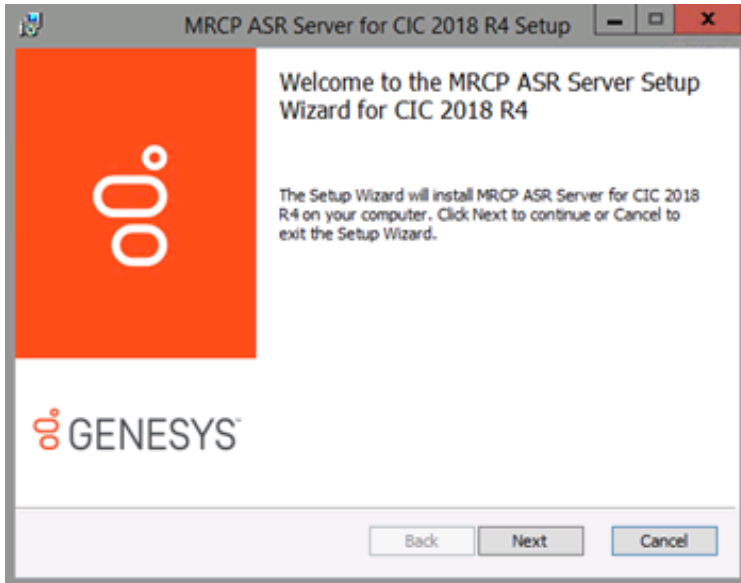 MRCP ASR Server for CIC 2018 R4 Setup
Welcome to the MRCP ASR Server Setup
Wizard for CIC 2018 R4
The Setup Wizard will install MRCP ASR Server for CIC 2018
R4 on your computer. Click Next to continue or Cancel to
exit the Setup Wizard.
GENESYS™
Back Next Cancel